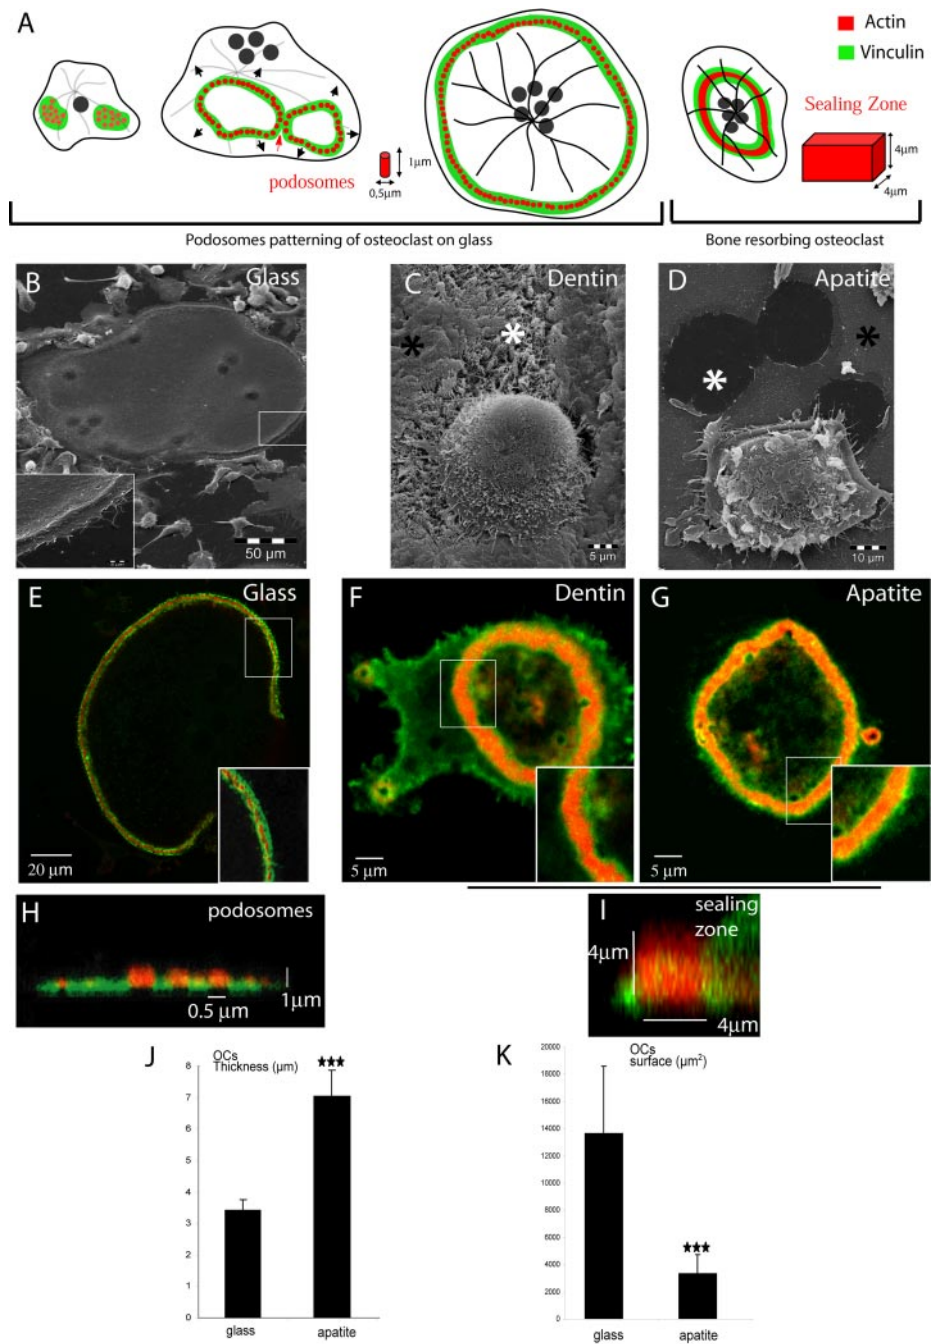 A
Actin
Vinculin
Sealing Zone
podosomes
1μm
0,5μm
4μm
4μm
Podosomes patterning of osteoclast on glass
Bone resorbing osteoclast
B
Glass
50 μm
C
Dentin
5 μm
D
Apatite
10 μm
E
Glass
20 μm
F
Dentin
5 μm
G
Apatite
5 μm
H
podosomes
1μm
0.5 μm
I
sealing
zone
4μm
4μm
J
OCs
Thickness (μm)
8
7
6
5
4
3
2
1
0
glass
apatite
K
OCs
surface (μm²)
20000
18000
16000
14000
12000
10000
8000
6000
4000
2000
0
glass
apatite